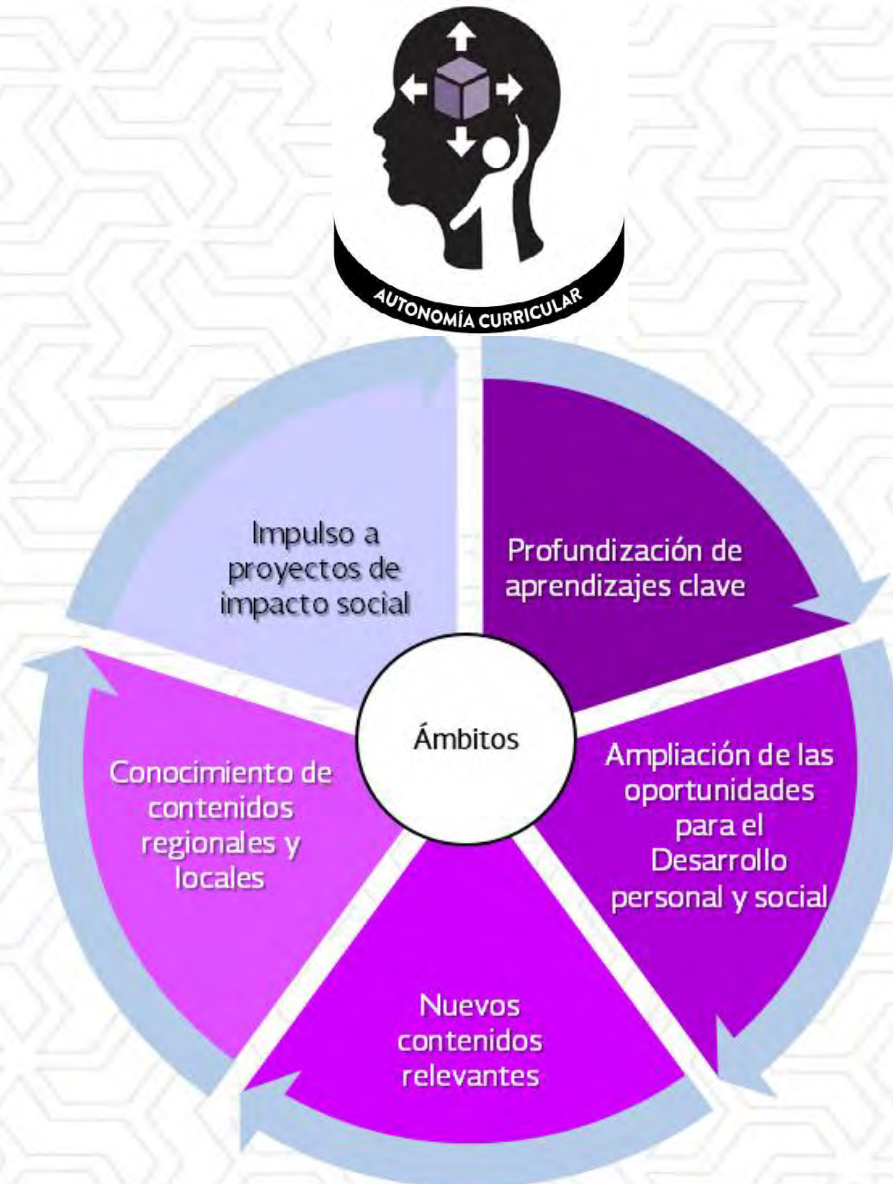 AUTONOMÍA CURRICULAR
Impulso a
proyectos de
impacto social
Profundización de
aprendizajes clave
Ámbitos
Ampliación de las
oportunidades
para el
Desarrollo
personal y social
Conocimiento de
contenidos
regionales y
locales
Nuevos
contenidos
relevantes